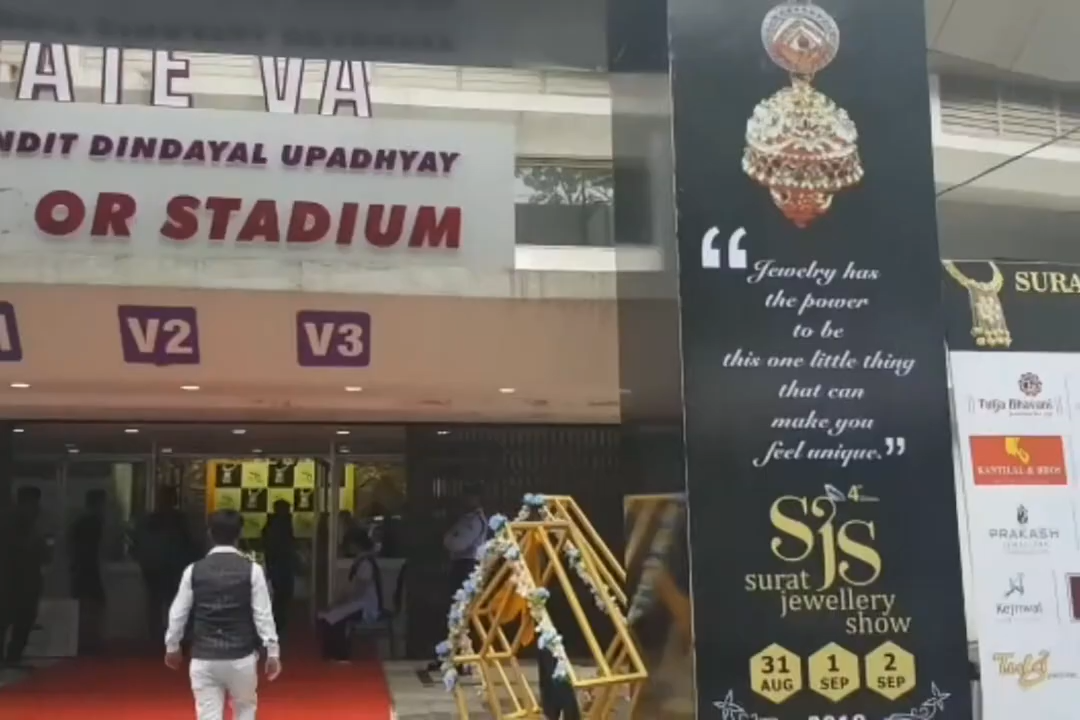 ATE VA
NDIT DINDAYAL UPADHYAY
OR STADIUM
V2
V3
“Jewelry has
the power
to be
this one little thing
that can
make you
feel unique.”
4th
SJS
surat
jewellery
show
31 AUG
1 SEP
2 SEP
SURA
Tulja Bhavani
KANTILAL & BROS
PRAKASH
Kejriwal